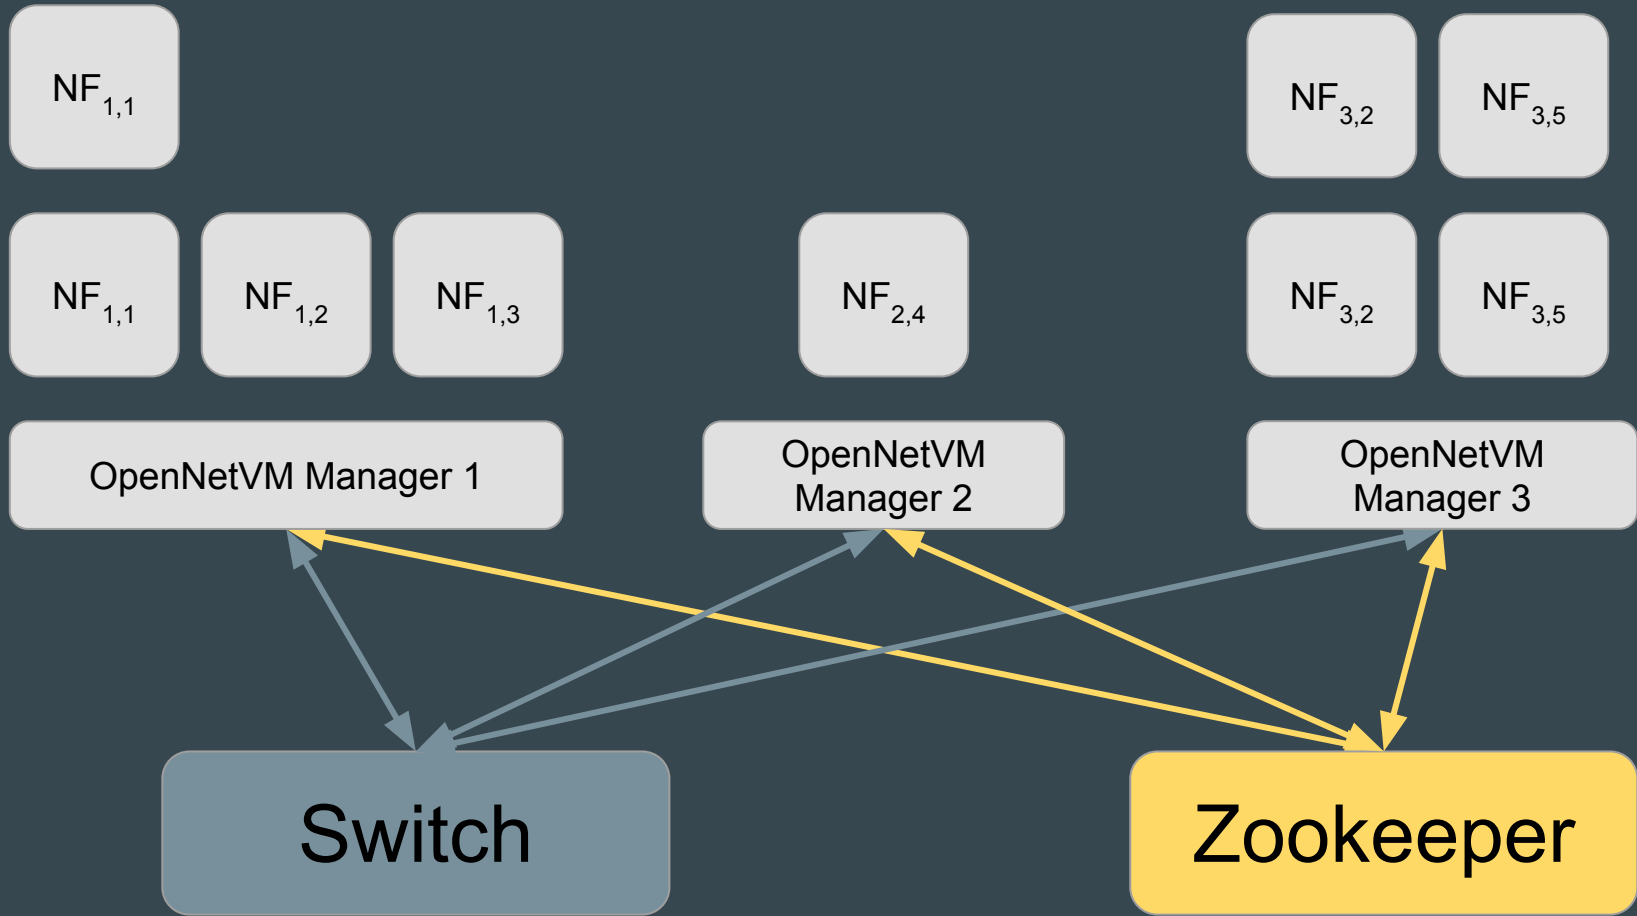 NF1,1
NF3,2
NF3,5
NF1,1
NF1,2
NF1,3
NF2,4
NF3,2
NF3,5
OpenNetVM Manager 1
OpenNetVM
Manager 2
OpenNetVM
Manager 3
Switch
Zookeeper